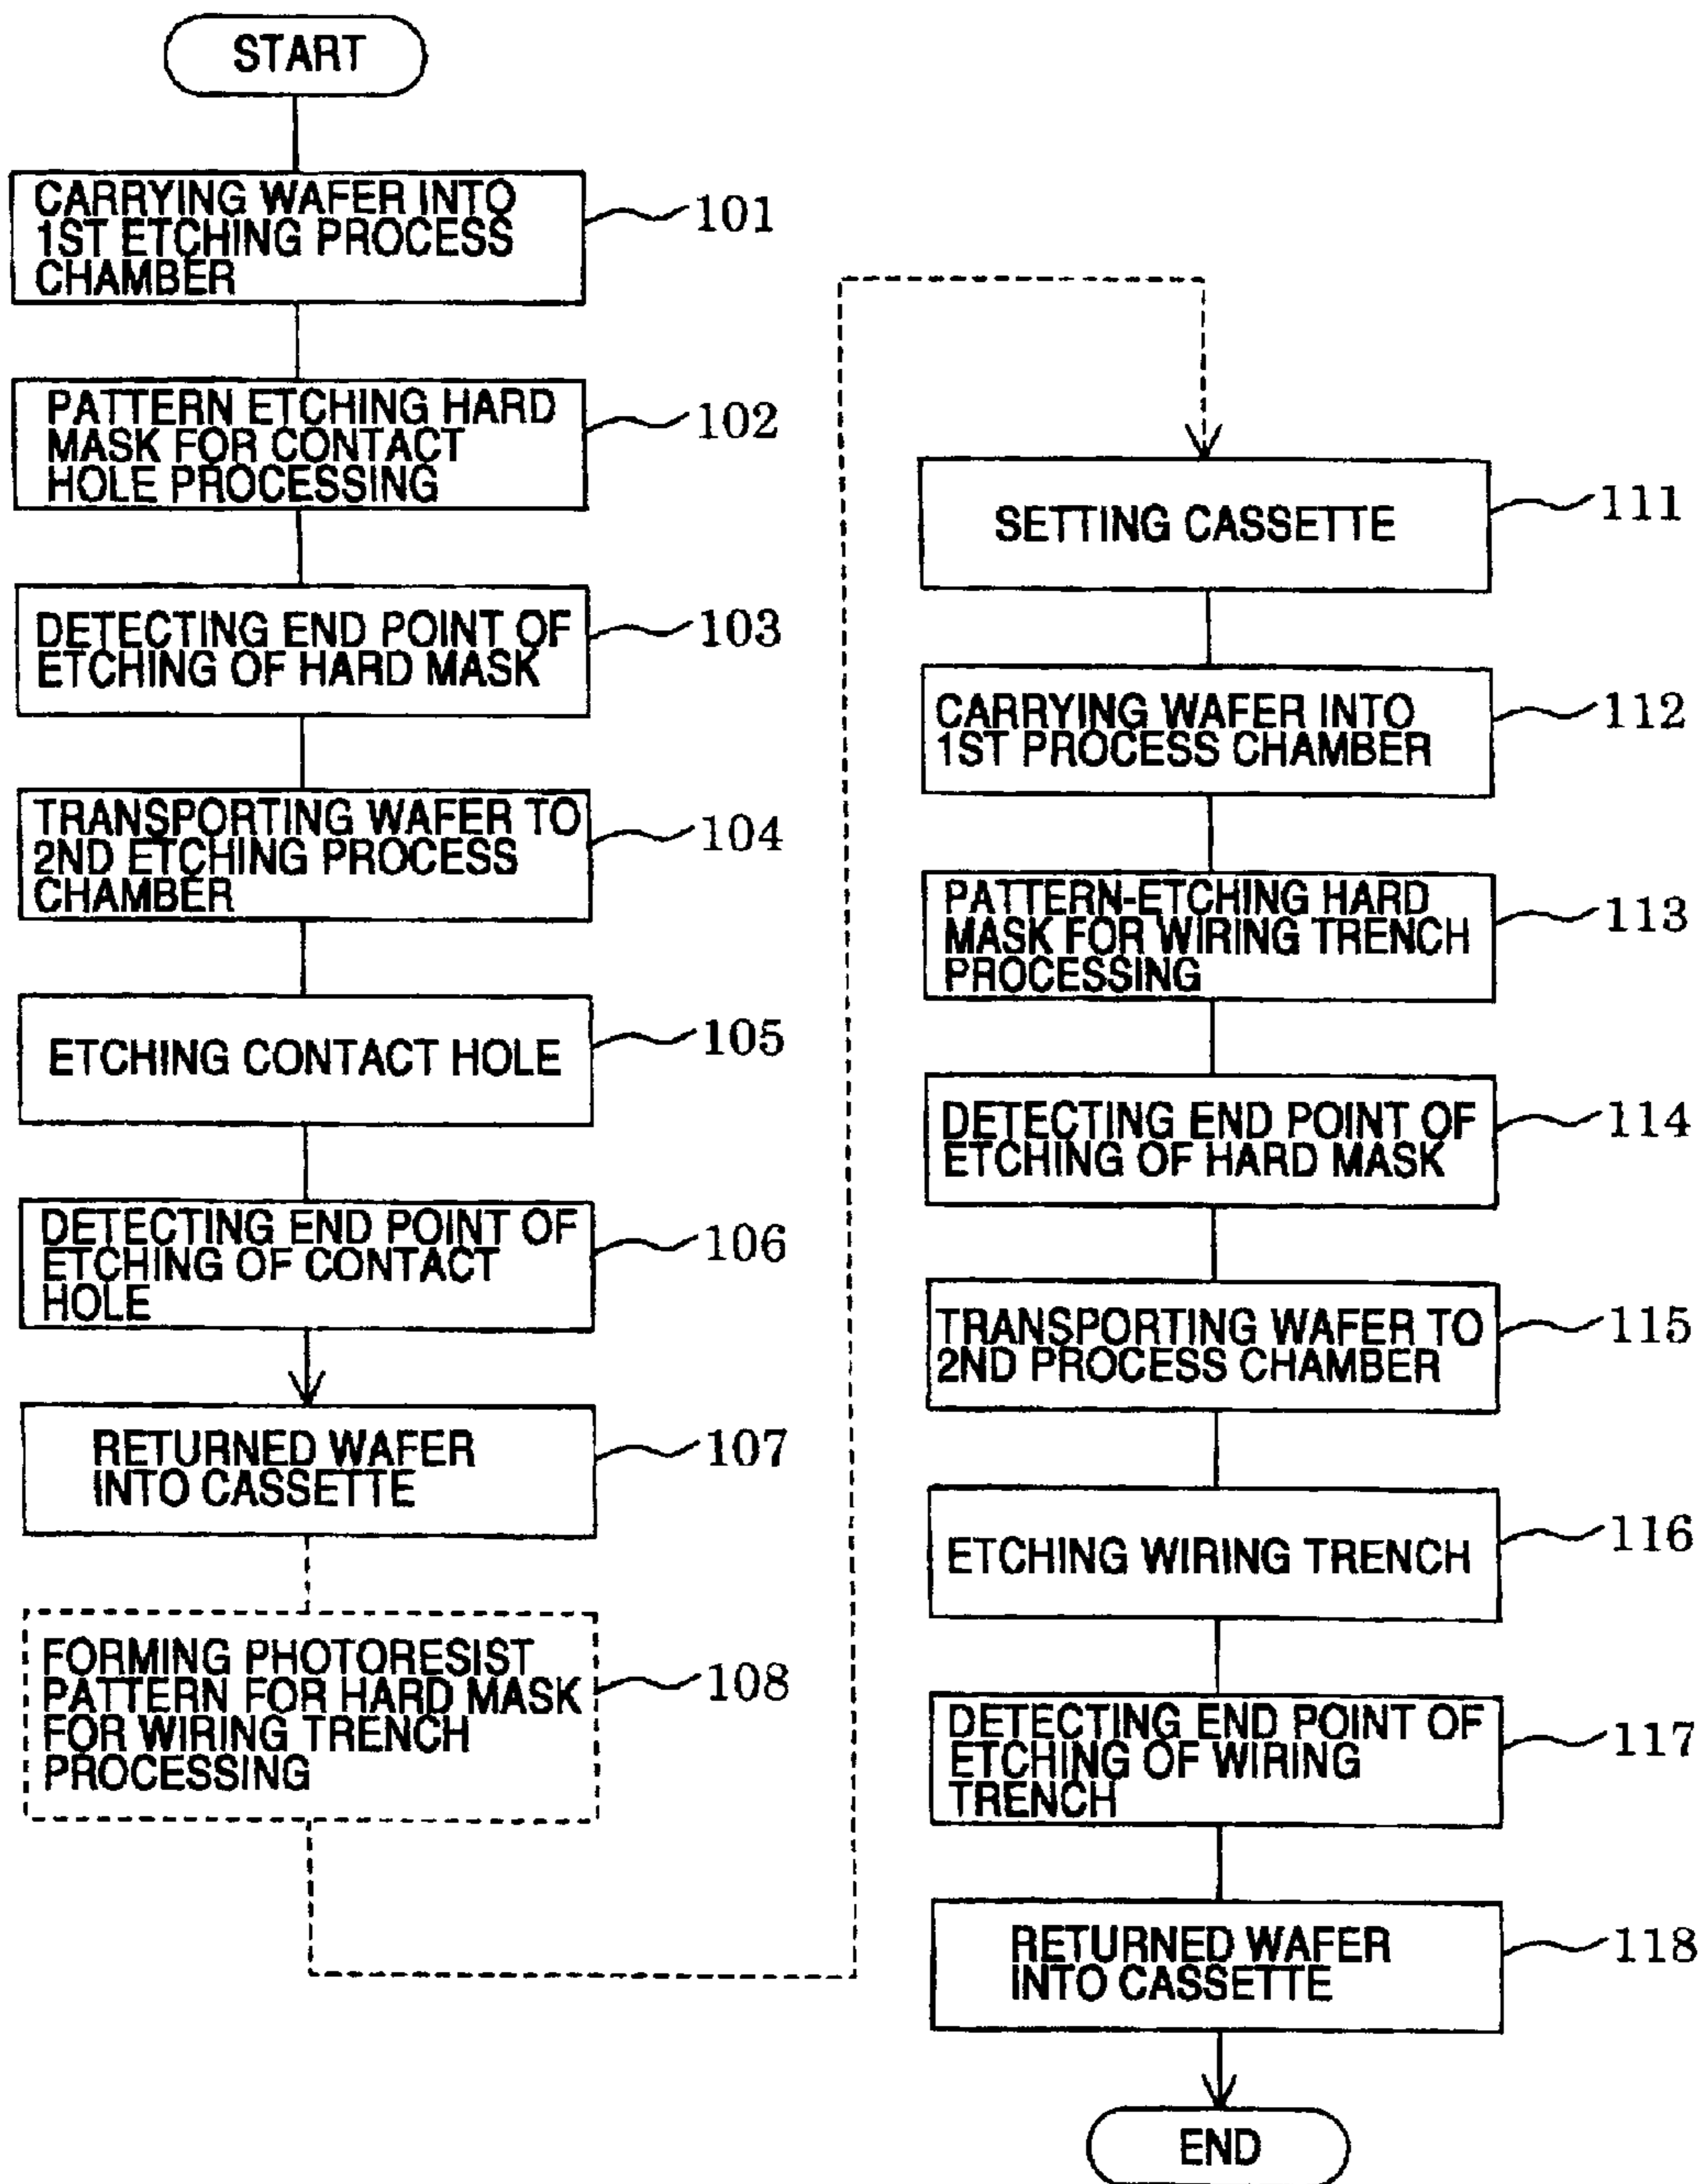 START
CARRYING WAFER INTO
1ST ETCHING PROCESS
CHAMBER
101
PATTERN ETCHING HARD
MASK FOR CONTACT
HOLE PROCESSING
102
DETECTING END POINT OF
ETCHING OF HARD MASK
103
TRANSPORTING WAFER TO
2ND ETCHING PROCESS
CHAMBER
104
ETCHING CONTACT HOLE
105
DETECTING END POINT OF
ETCHING OF CONTACT
HOLE
106
RETURNED WAFER
INTO CASSETTE
107
FORMING PHOTORESIST
PATTERN FOR HARD MASK
FOR WIRING TRENCH
PROCESSING
108
SETTING CASSETTE
111
CARRYING WAFER INTO
1ST PROCESS CHAMBER
112
PATTERN-ETCHING HARD
MASK FOR WIRING TRENCH
PROCESSING
113
DETECTING END POINT OF
ETCHING OF HARD MASK
114
TRANSPORTING WAFER TO
2ND PROCESS CHAMBER
115
ETCHING WIRING TRENCH
116
DETECTING END POINT OF
ETCHING OF WIRING
TRENCH
117
RETURNED WAFER
INTO CASSETTE
118
END